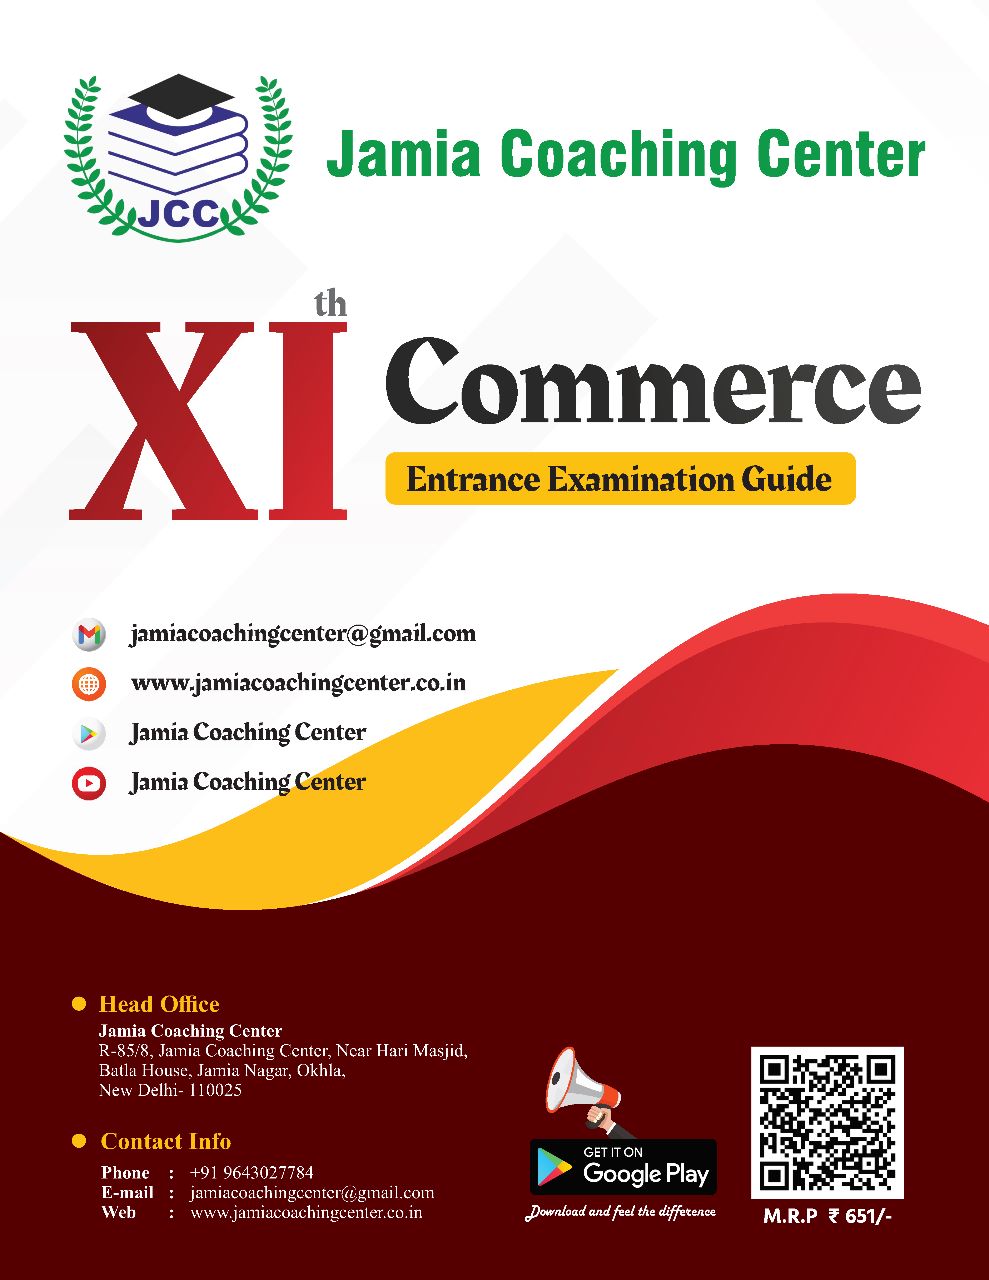 JCC
Jamia Coaching Center
XIth
Commerce
Entrance Examination Guide
jamiacoachingcenter@gmail.com
www.jamiacoachingcenter.co.in
Jamia Coaching Center
Jamia Coaching Center
Head Office
Jamia Coaching Center
R-85/8, Jamia Coaching Center, Near Hari Masjid,
Batla House, Jamia Nagar, Okhla,
New Delhi- 110025
Contact Info
Phone : +91 9643027784
E-mail : jamiacoachingcenter@gmail.com
Web : www.jamiacoachingcenter.co.in
GET IT ON
Google Play
Download and feel the difference
M.R.P ₹ 651/-